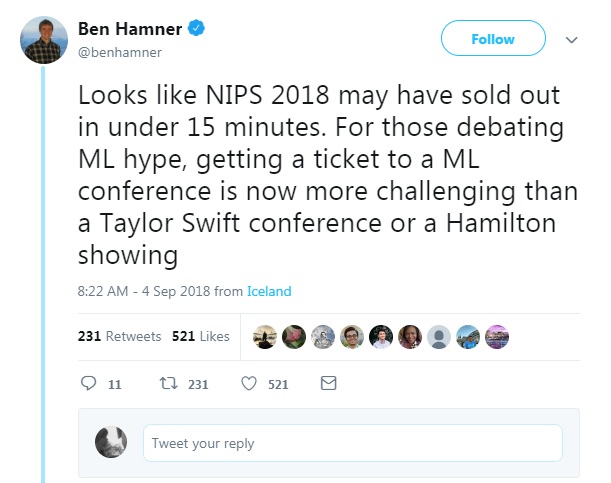 Ben Hamner
@benhamner
Follow
Looks like NIPS 2018 may have sold out
in under 15 minutes. For those debating
ML hype, getting a ticket to a ML
conference is now more challenging than
a Taylor Swift conference or a Hamilton
showing
8:22 AM - 4 Sep 2018 from Iceland
231 Retweets 521 Likes
11 231 521
Tweet your reply